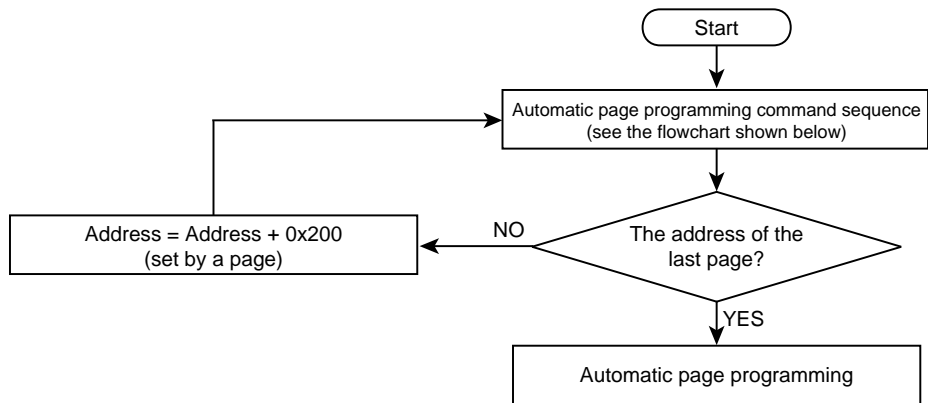 Start
Automatic page programming command sequence
(see the flowchart shown below)
Address = Address + 0x200
(set by a page)
NO
The address of the
last page?
YES
Automatic page programming